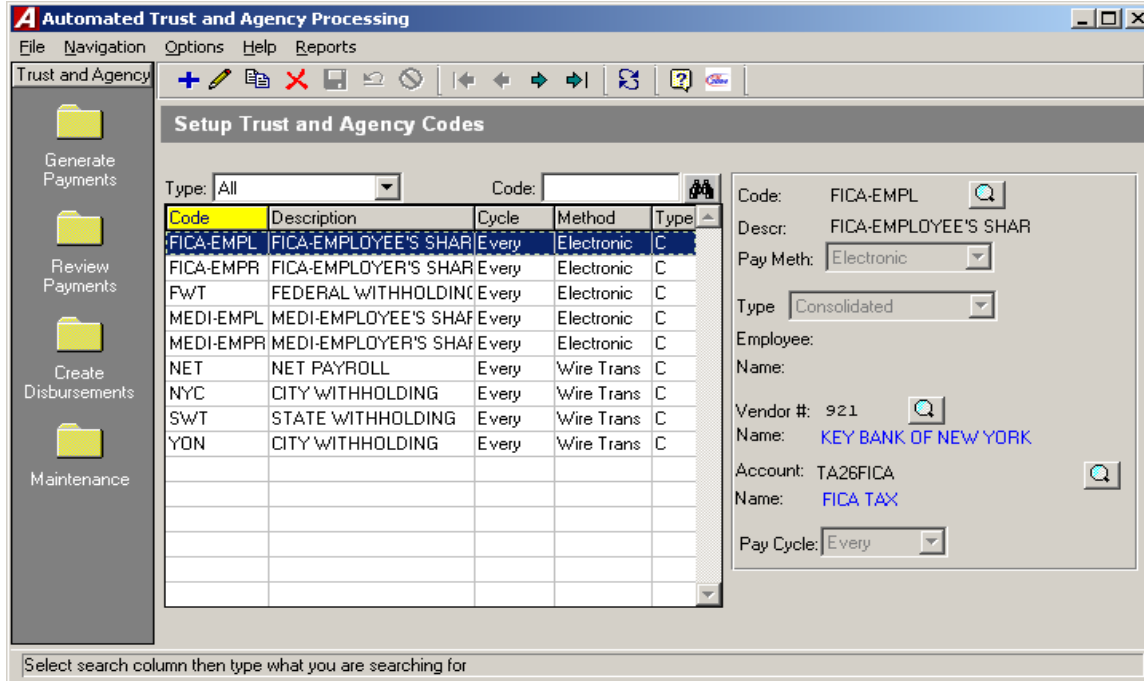 Automated Trust and Agency Processing
File Navigation Options Help Reports
Trust and Agency
Setup Trust and Agency Codes
Generate
Payments
Review
Payments
Create
Disbursements
Maintenance
Type: All Code:
Code Description Cycle Method Type
FICA-EMPL FICA-EMPLOYEE'S SHAR Every Electronic C
FICA-EMPR FICA-EMPLOYER'S SHAR Every Electronic C
FWT FEDERAL WITHHOLDING Every Electronic C
MEDI-EMPL MEDI-EMPLOYEE'S SHAR Every Electronic C
MEDI-EMPR MEDI-EMPLOYER'S SHAR Every Electronic C
NET NET PAYROLL Every Wire Trans C
NYC CITY WITHHOLDING Every Wire Trans C
SWT STATE WITHHOLDING Every Wire Trans C
YON CITY WITHHOLDING Every Wire Trans C
Code: FICA-EMPL
Descr: FICA-EMPLOYEE'S SHAR
Pay Meth: Electronic
Type Consolidated
Employee:
Name:
Vendor #: 921
Name: KEY BANK OF NEW YORK
Account: TA26FICA
Name: FICA TAX
Pay Cycle: Every
Select search column then type what you are searching for